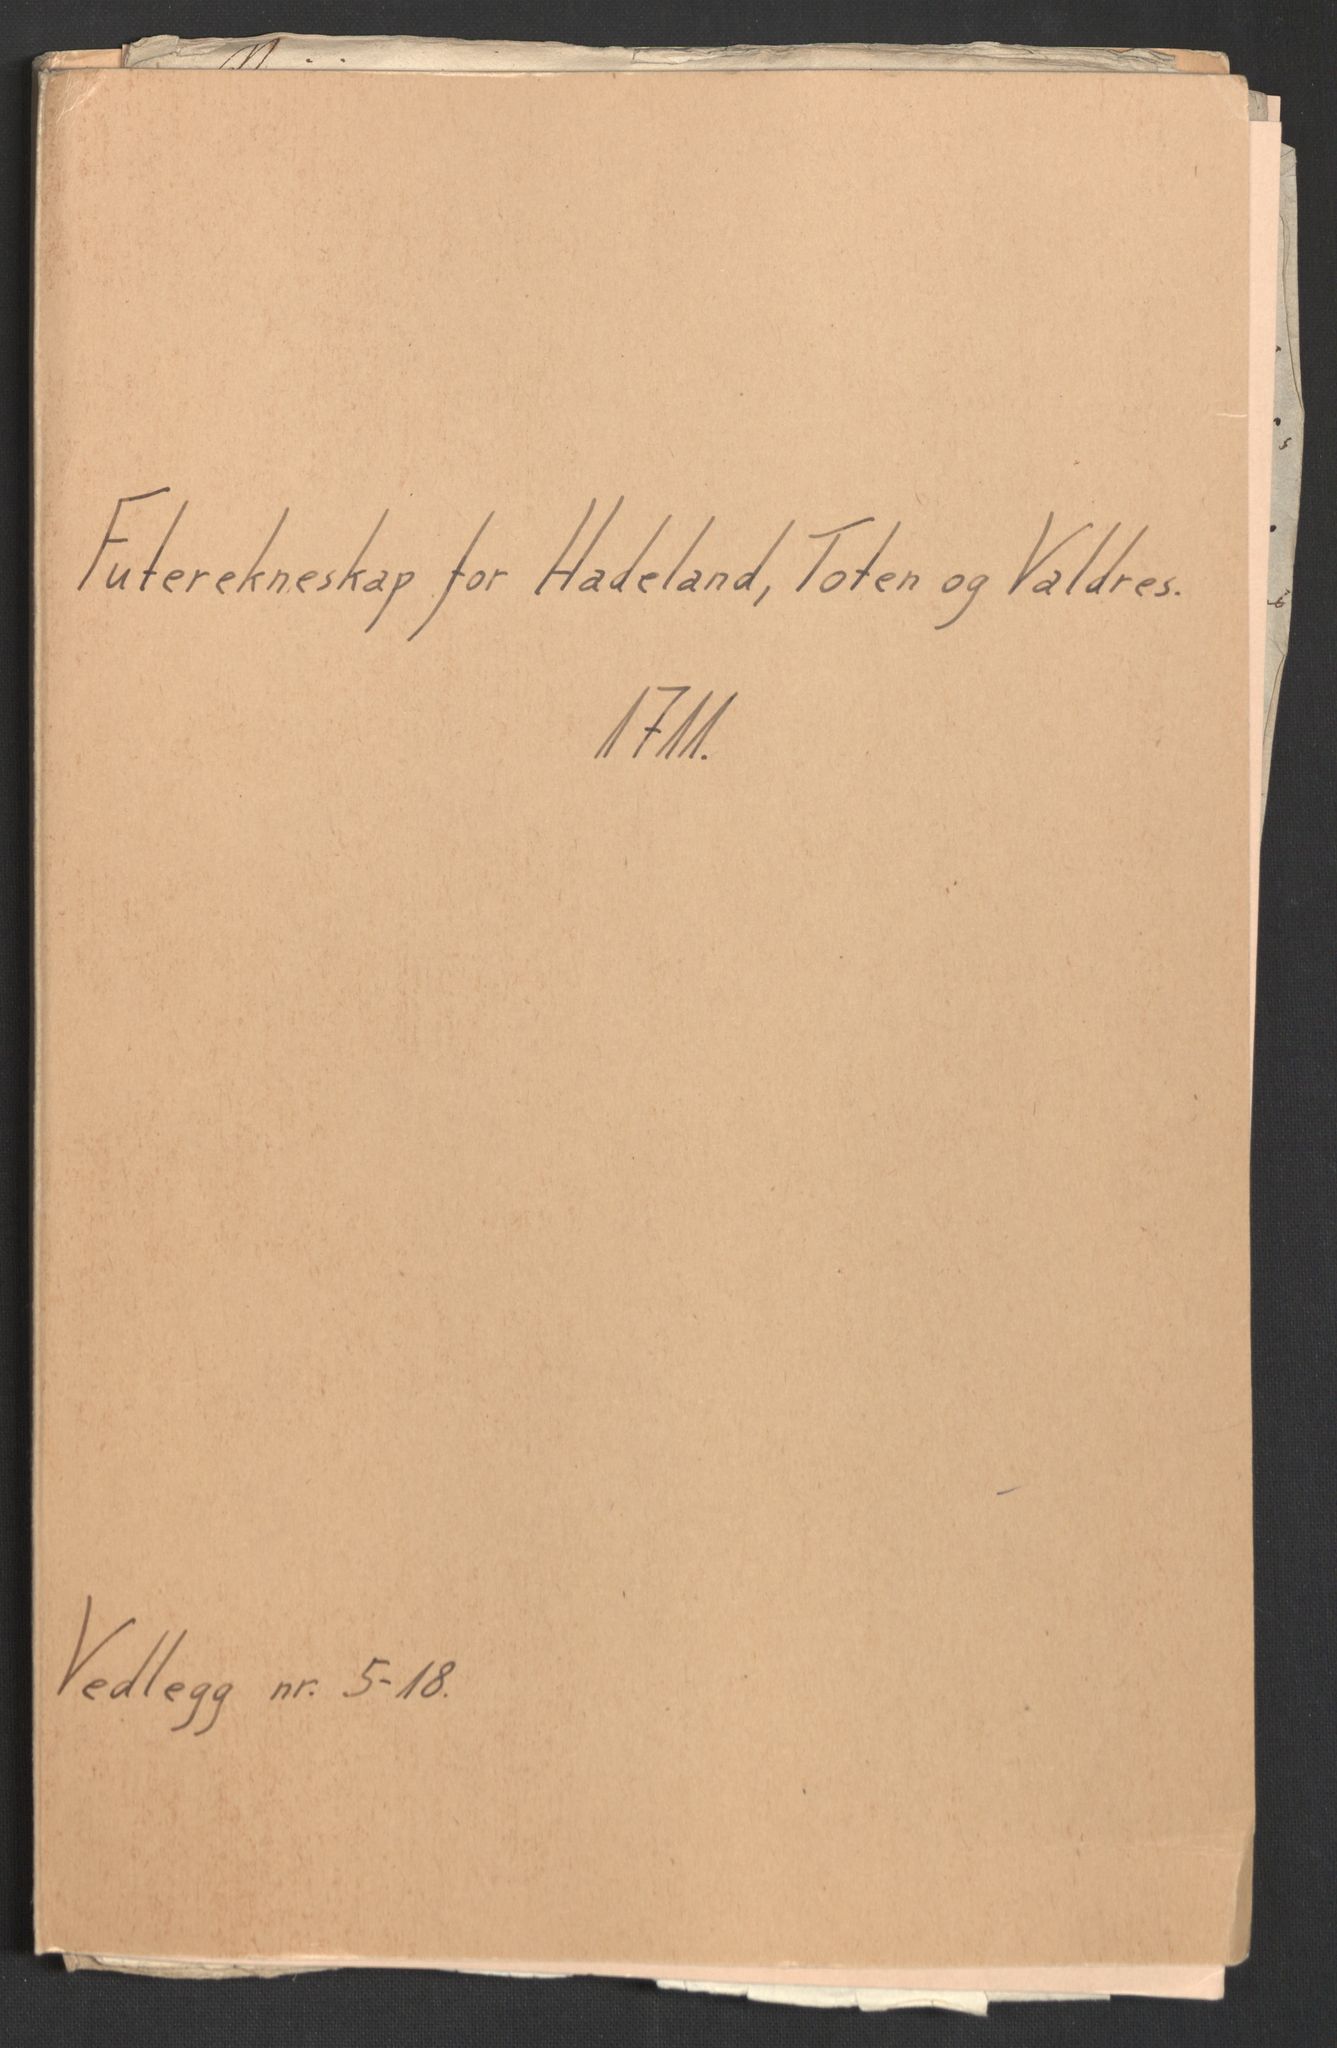 Futerekneskap for Hadeland, Toten og Valdres.
1711.
Vedlegg nr. 5-18.